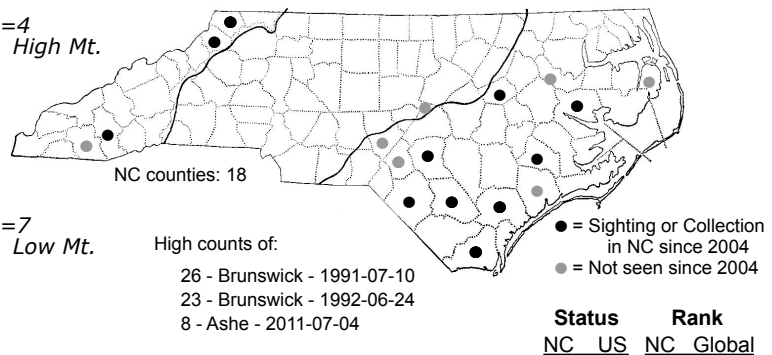 =4
High Mt.
NC counties: 18
=7
Low Mt.
High counts of:
26 - Brunswick - 1991-07-10
23 - Brunswick - 1992-06-24
8 - Ashe - 2011-07-04
= Sighting or Collection
in NC since 2004
= Not seen since 2004
Status Rank
NC US NC Global